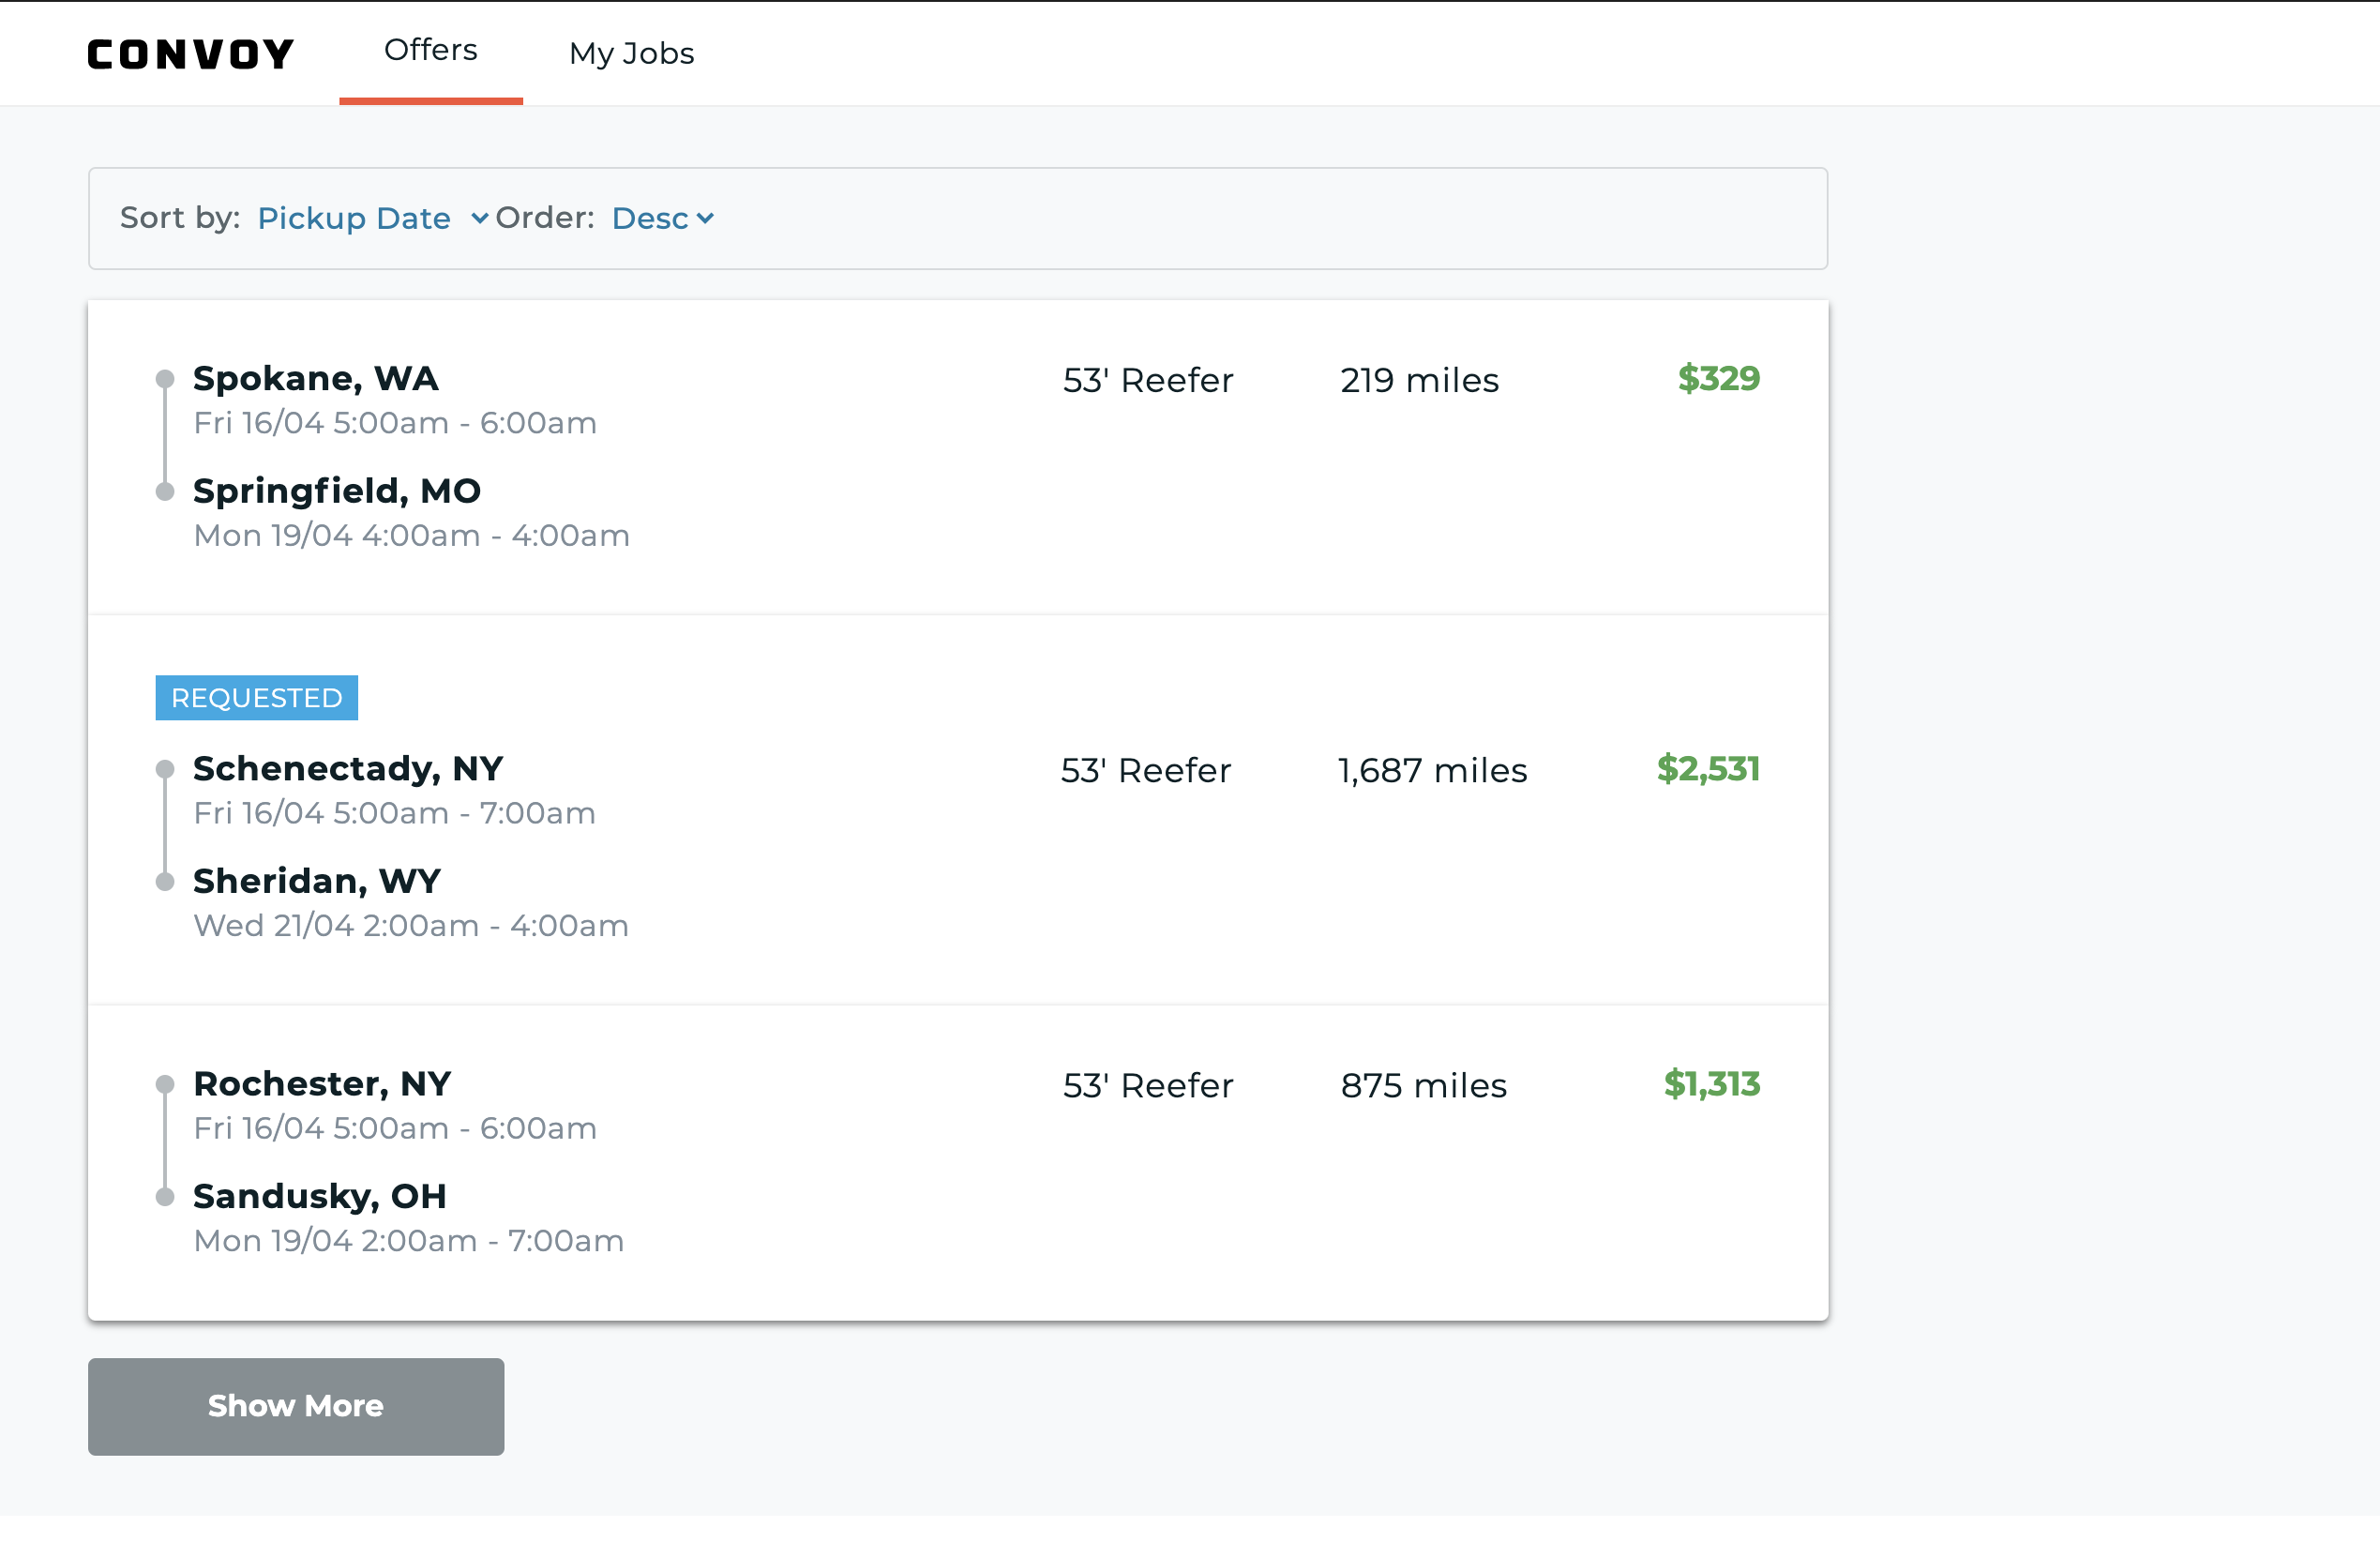 CONVOY Offers My Jobs
Sort by: Pickup Date Order: Desc
Spokane, WA 53' Reefer 219 miles $329
Fri 16/04 5:00am - 6:00am
Springfield, MO
Mon 19/04 4:00am - 4:00am
REQUESTED
Schenectady, NY 53' Reefer 1,687 miles $2,531
Fri 16/04 5:00am - 7:00am
Sheridan, WY
Wed 21/04 2:00am - 4:00am
Rochester, NY 53' Reefer 875 miles $1,313
Fri 16/04 5:00am - 6:00am
Sandusky, OH
Mon 19/04 2:00am - 7:00am
Show More